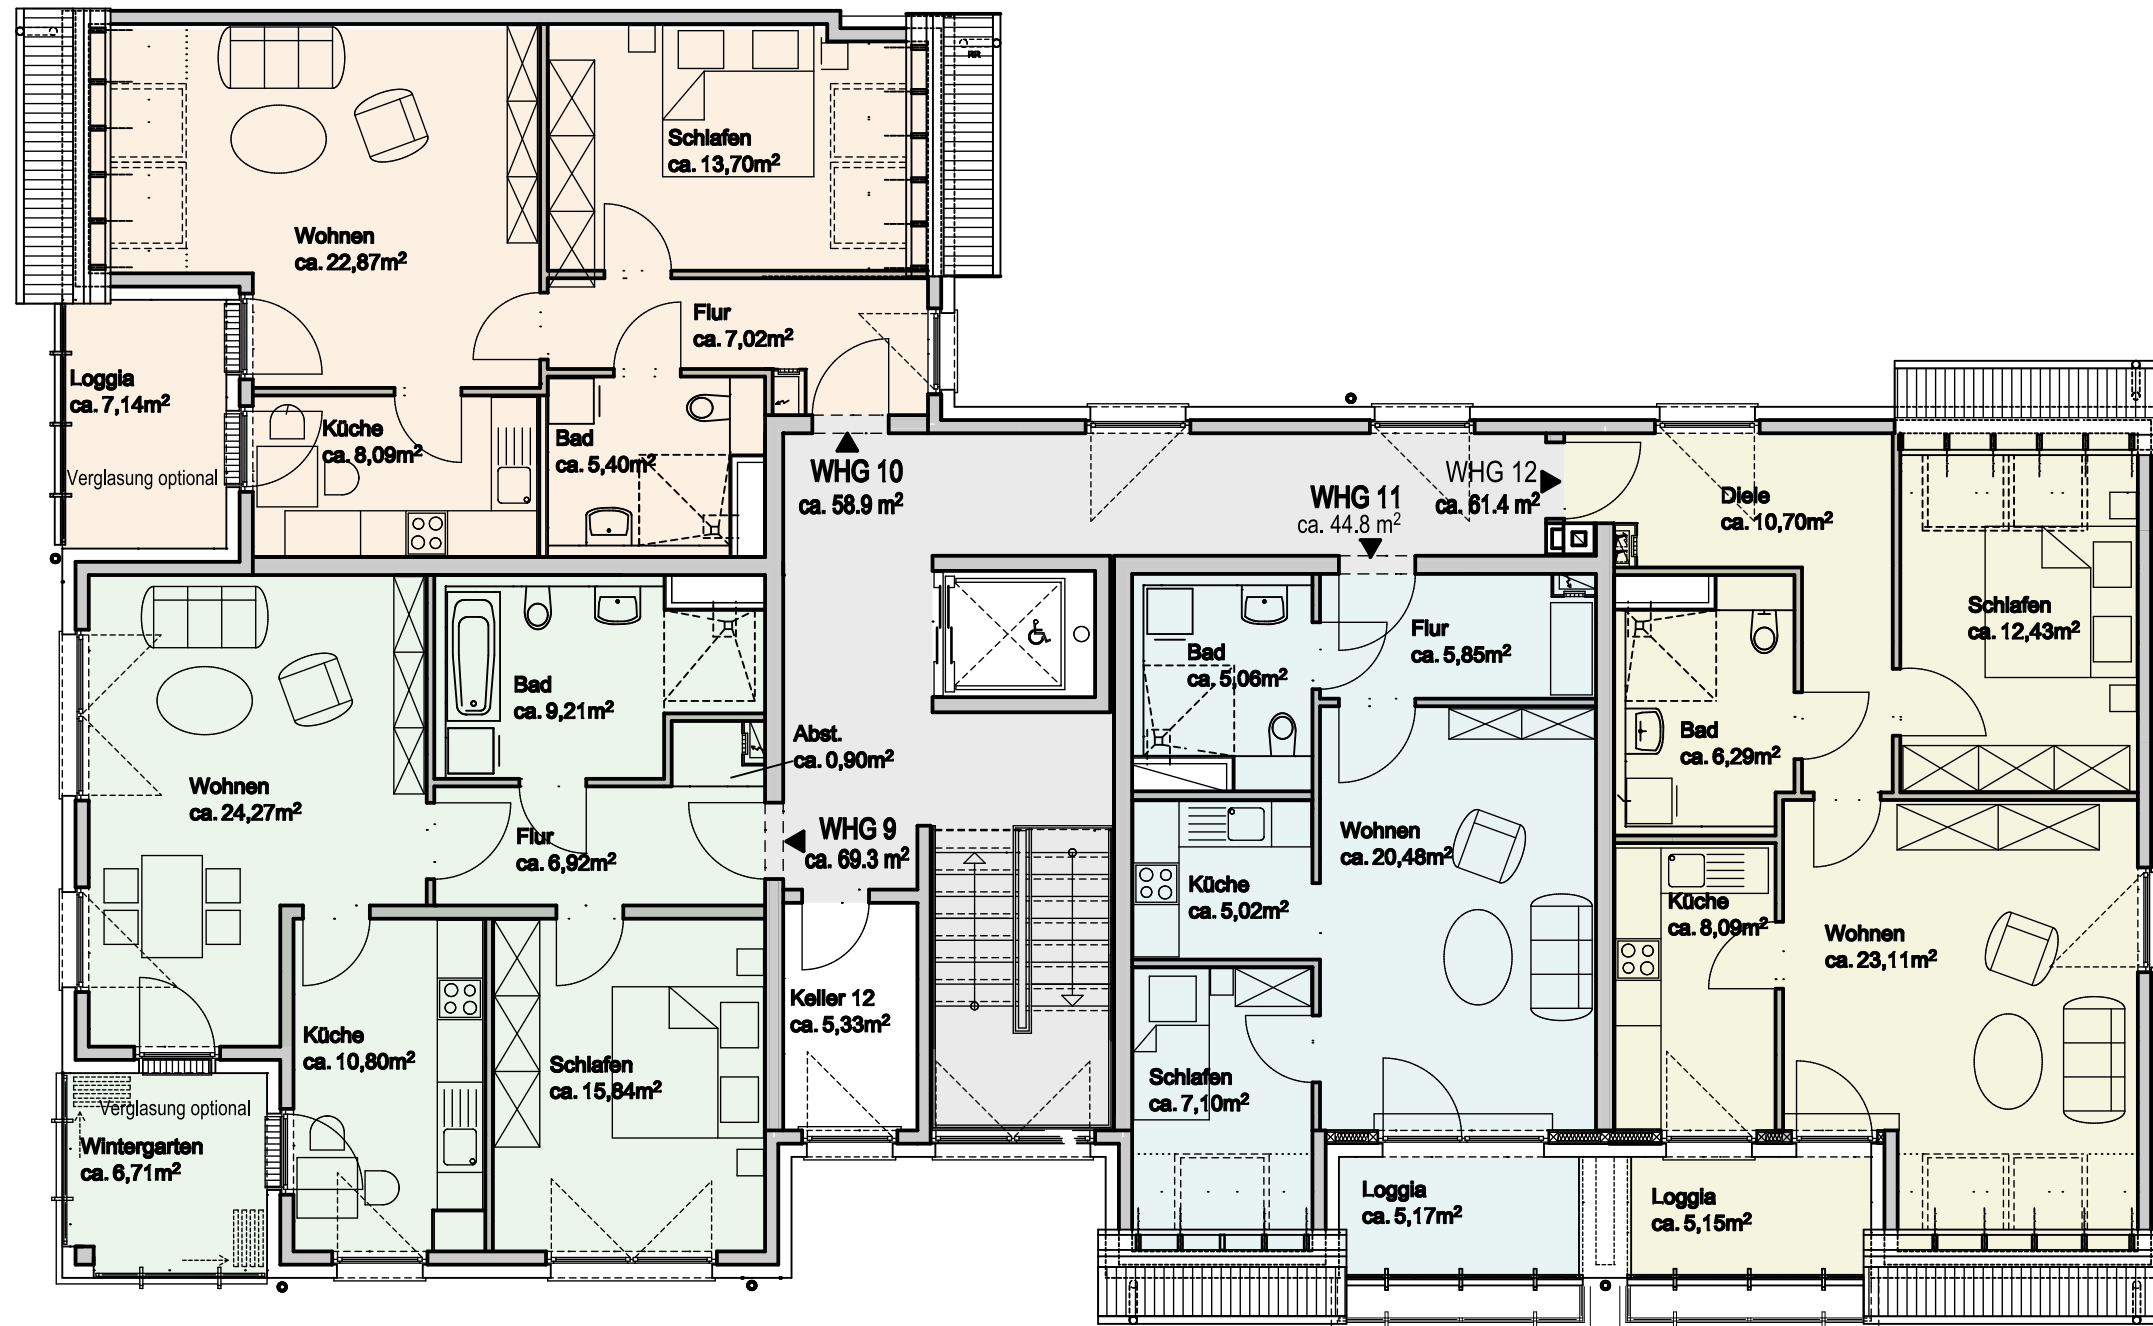 RR
Schlafen
ca. 13,70m²
Wohnen
ca. 22,87m²
Flur
ca. 7,02m²
Loggia
ca. 7,14m²
Verglasung optional
Küche
ca. 8,09m²
Bad
ca. 5,40m²
WHG 10
ca. 58.9 m²
WHG 11
ca. 44.8 m²
WHG 12
ca. 61.4 m²
Diele
ca. 10,70m²
Schlafen
ca. 12,43m²
Bad
ca. 9,21m²
Abst.
ca. 0,90m²
Wohnen
ca. 24,27m²
Flur
ca. 6,92m²
WHG 9
ca. 69.3 m²
Bad
ca. 5,06m²
Flur
ca. 5,85m²
Bad
ca. 6,29m²
Wohnen
ca. 20,48m²
Küche
ca. 5,02m²
Küche
ca. 8,09m²
Wohnen
ca. 23,11m²
Keller 12
ca. 5,33m²
Küche
ca. 10,80m²
Schlafen
ca. 15,84m²
Schlafen
ca. 7,10m²
Verglasung optional
Wintergarten
ca. 6,71m²
Loggia
ca. 5,17m²
Loggia
ca. 5,15m²